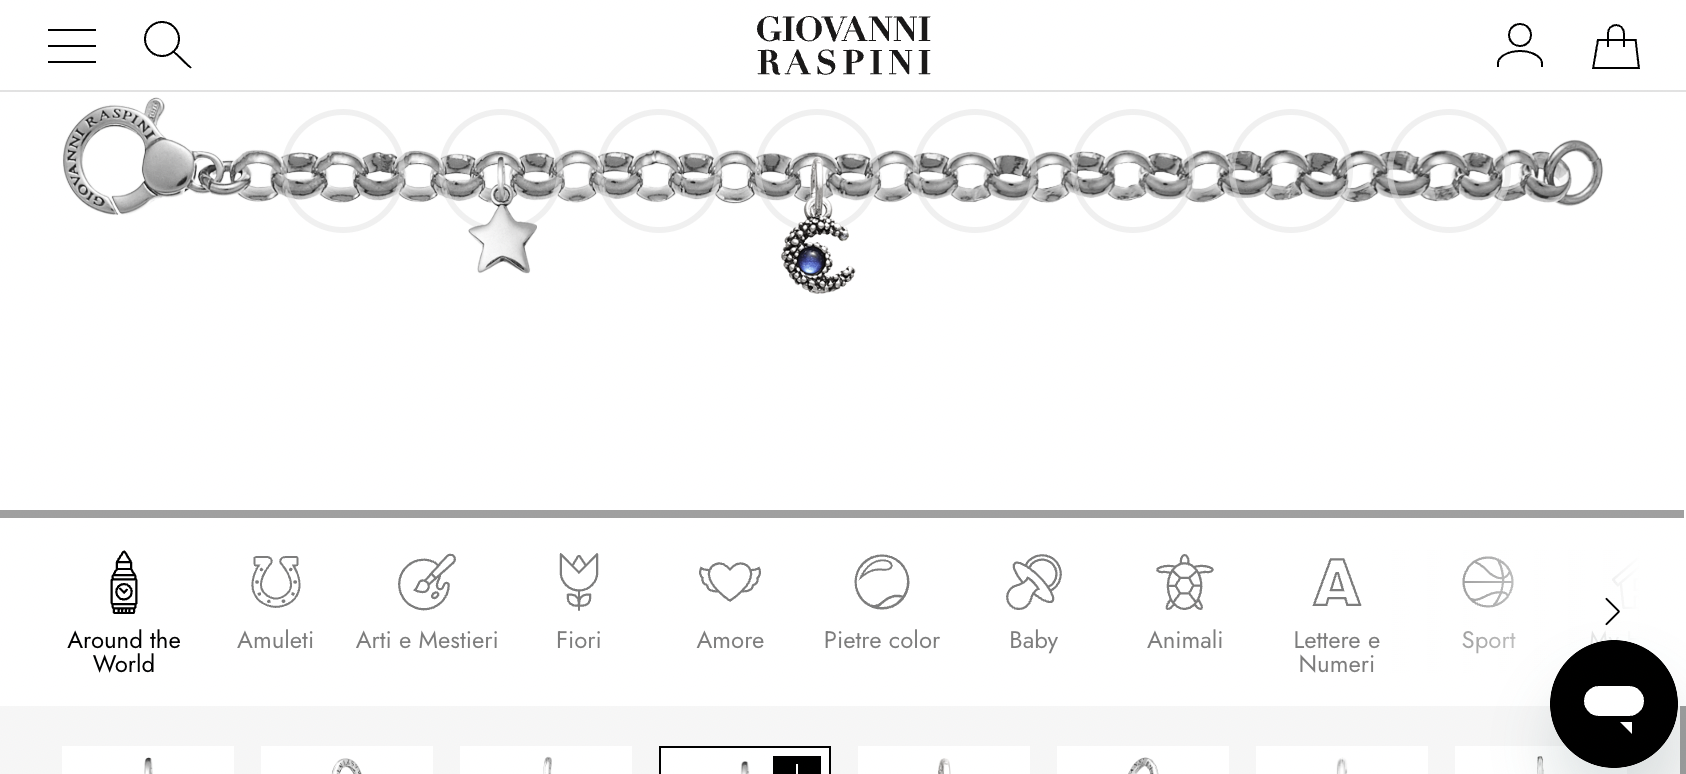 GIOVANNI
RASPINI
GIOVANNI RASPINI
Around the
World
Amuleti
Arti e Mestieri
Fiori
Amore
Pietre color
Baby
Animali
Lettere e
Numeri
Sport